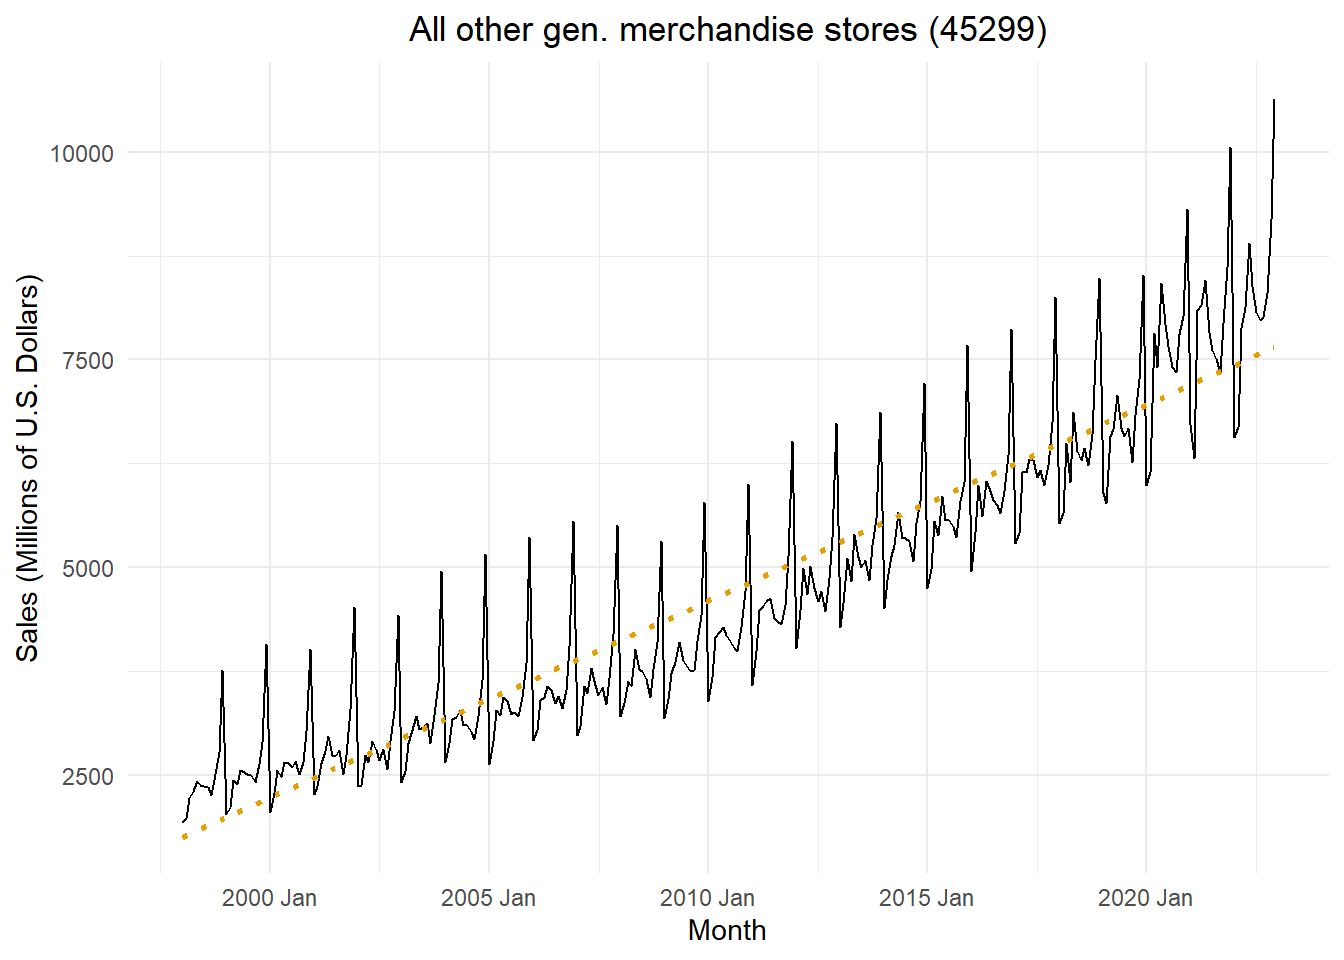 All other gen. merchandise stores (45299)
Sales (Millions of U.S. Dollars)
10000
7500
5000
2500
2000 Jan
2005 Jan
2010 Jan
2015 Jan
2020 Jan
Month